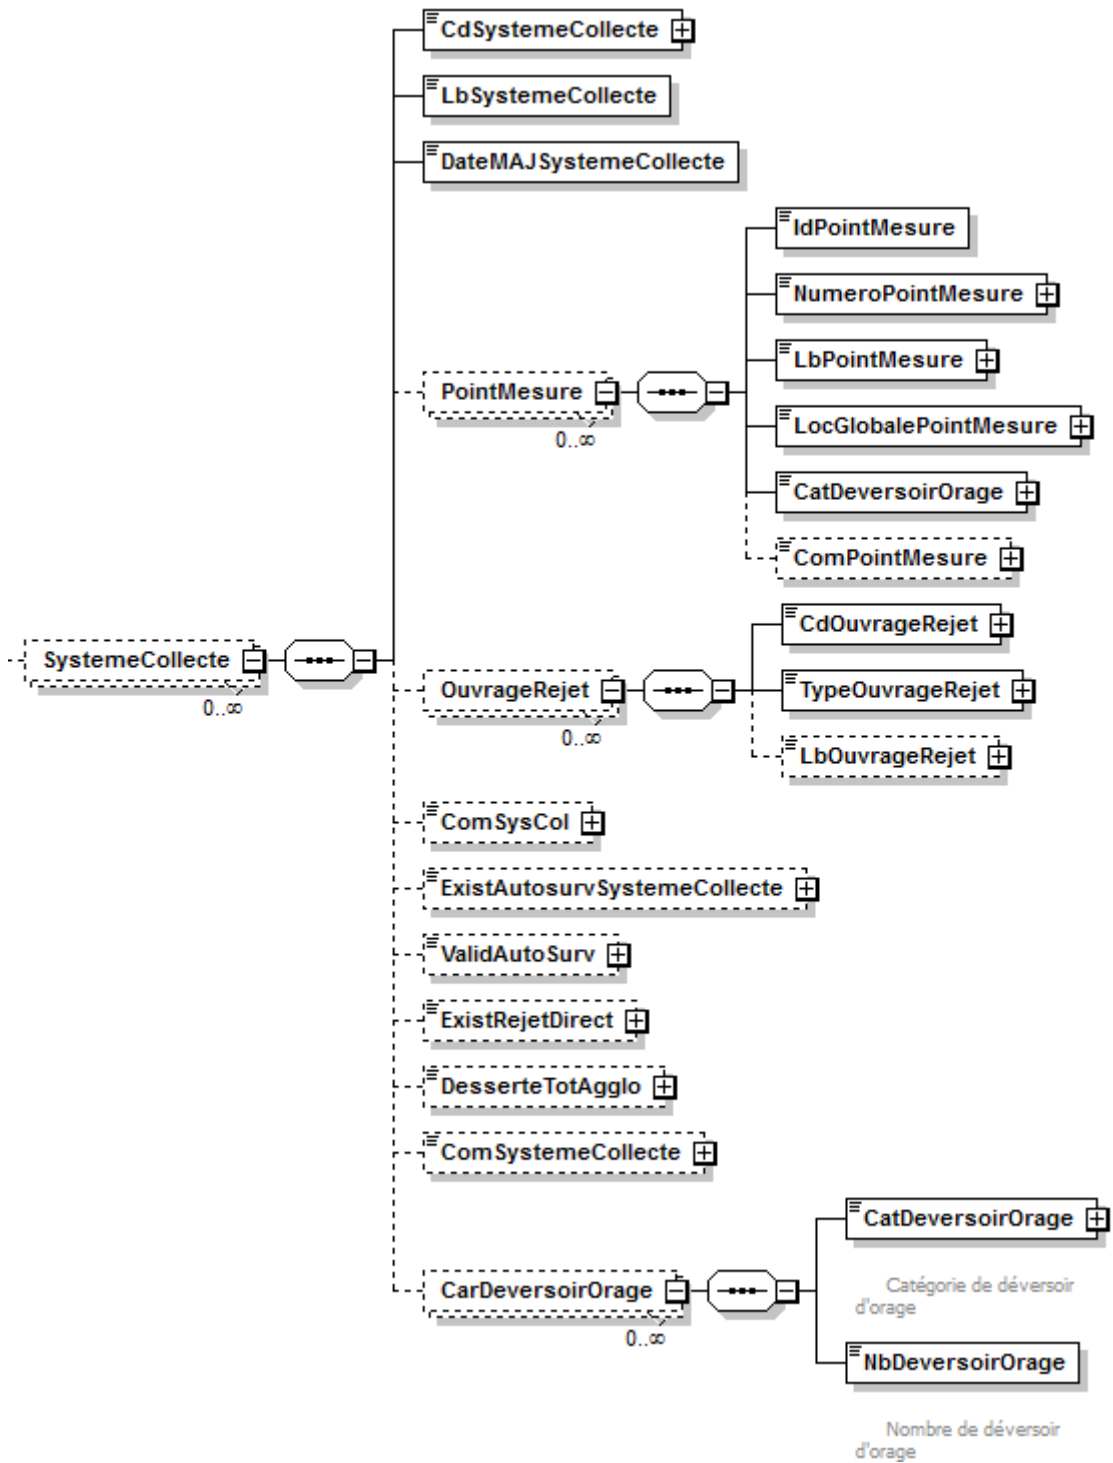 CdSystemeCollecte
LbSystemeCollecte
DateMAJSystemeCollecte
IdPointMesure
NumeroPointMesure
LbPointMesure
PointMesure
0..∞
LocGlobalePointMesure
CatDeversoirOrage
ComPointMesure
SystemeCollecte
0..∞
CdOuvrageRejet
OuvrageRejet
0..∞
TypeOuvrageRejet
LbOuvrageRejet
ComSysCol
ExistAutosurvSystemeCollecte
ValidAutoSurv
ExistRejetDirect
DesserteTotAgglo
ComSystemeCollecte
CarDeversoirOrage
0..∞
CatDeversoirOrage
Catégorie de déversoir
d'orage
NbDeversoirOrage
Nombre de déversoir
d'orage